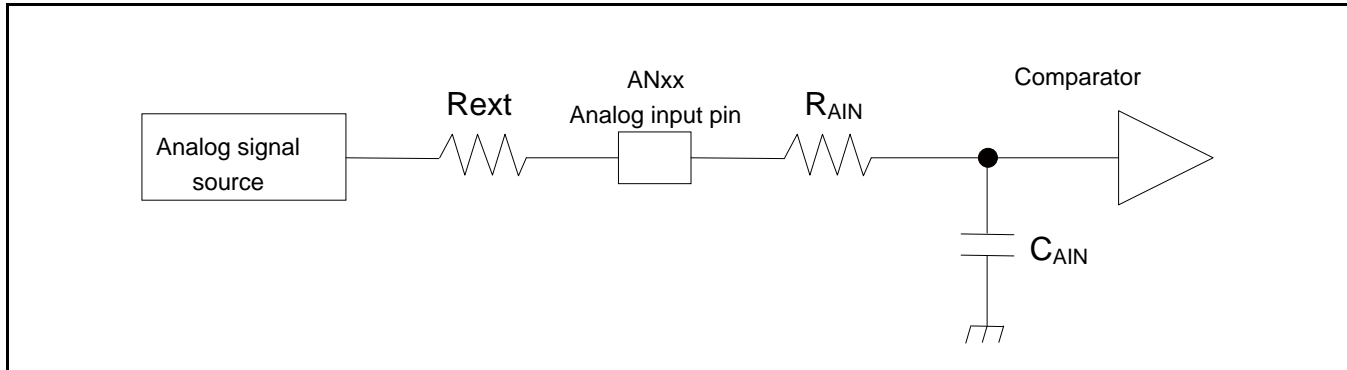 Analog signal
source
Rext
ANxx
Analog input pin
RAIN
Comparator
CAIN